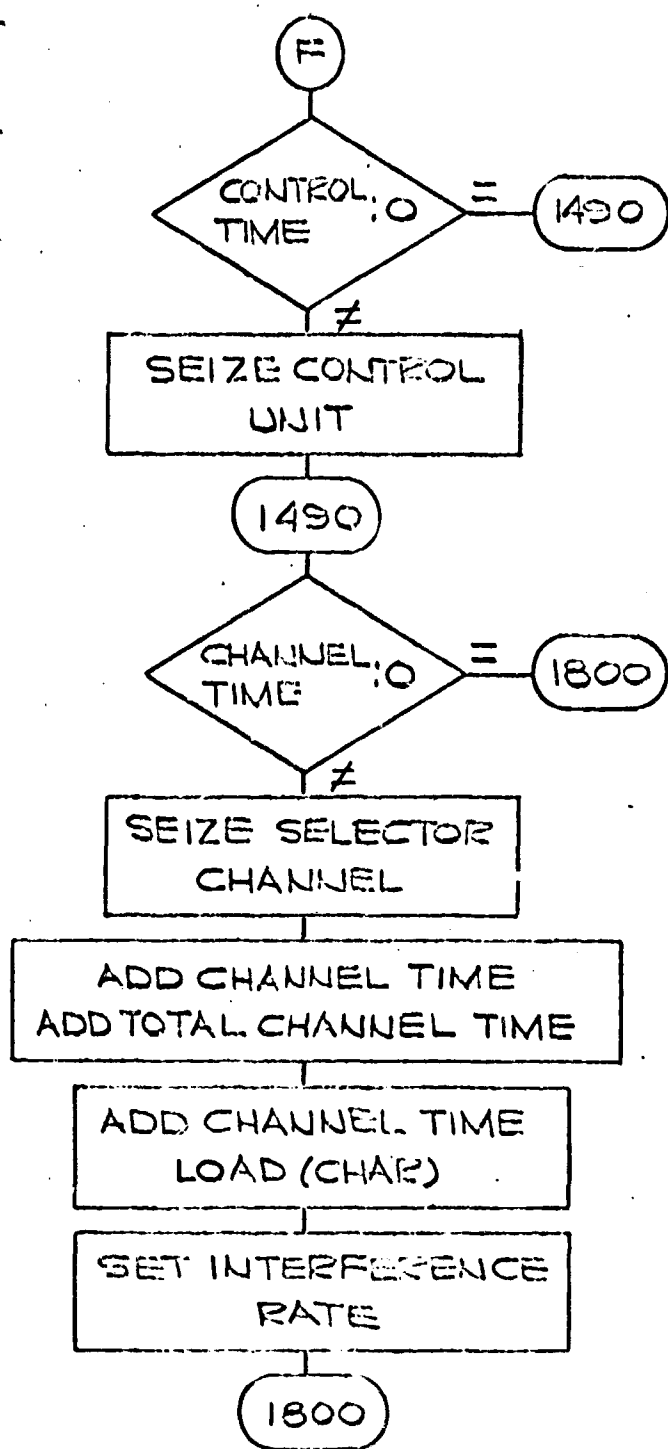 F
CONTROL
TIME :0
=
1490
≠
SEIZE CONTROL
UNIT
1490
CHANNEL
TIME :0
=
1800
≠
SEIZE SELECTOR
CHANNEL
ADD CHANNEL TIME
ADD TOTAL CHANNEL TIME
ADD CHANNEL TIME
LOAD (CHAR)
SET INTERFERENCE
RATE
1800